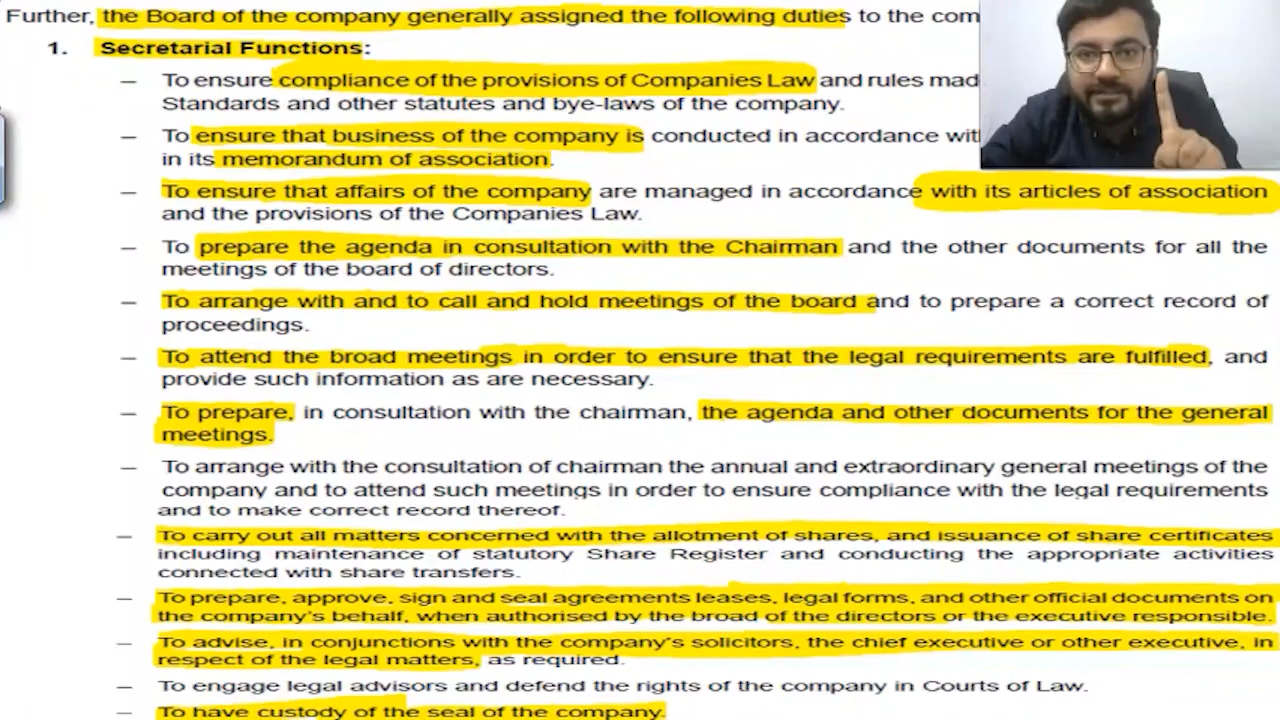 Further, the Board of the company generally assigned the following duties to the com
1. Secretarial Functions:
– To ensure compliance of the provisions of Companies Law and rules mad
Standards and other statutes and bye-laws of the company.
– To ensure that business of the company is conducted in accordance wit
in its memorandum of association.
– To ensure that affairs of the company are managed in accordance with its articles of association
and the provisions of the Companies Law.
– To prepare the agenda in consultation with the Chairman and the other documents for all the
meetings of the board of directors.
– To arrange with and to call and hold meetings of the board and to prepare a correct record of
proceedings.
– To attend the broad meetings in order to ensure that the legal requirements are fulfilled, and
provide such information as are necessary.
– To prepare, in consultation with the chairman, the agenda and other documents for the general
meetings.
– To arrange with the consultation of chairman the annual and extraordinary general meetings of the
company and to attend such meetings in order to ensure compliance with the legal requirements
and to make correct record thereof.
– To carry out all matters concerned with the allotment of shares, and issuance of share certificates
including maintenance of statutory Share Register and conducting the appropriate activities
connected with share transfers.
– To prepare, approve, sign and seal agreements leases, legal forms, and other official documents on
the company's behalf, when authorised by the broad of the directors or the executive responsible.
– To advise, in conjunctions with the company's solicitors, the chief executive or other executive, in
respect of the legal matters, as required.
– To engage legal advisors and defend the rights of the company in Courts of Law.
– To have custody of the seal of the company.